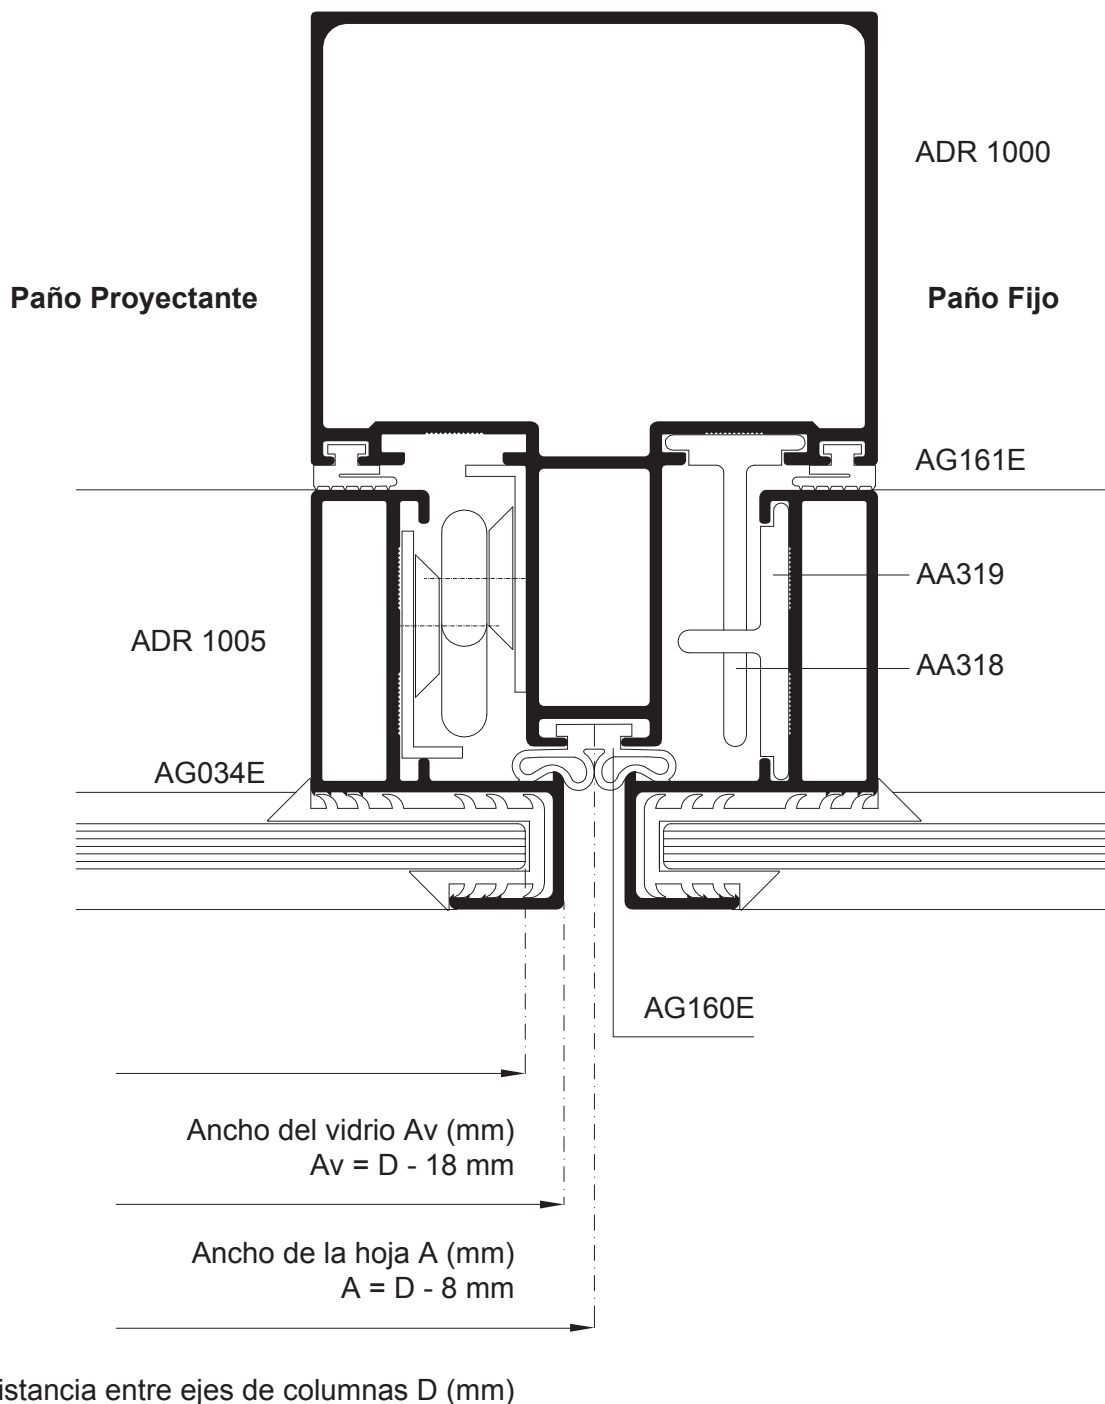 ADR 1000
Paño Proyectante
Paño Fijo
AG161E
AA319
ADR 1005
AA318
AG034E
AG160E
Ancho del vidrio Av (mm)
Av = D - 18 mm
Ancho de la hoja A (mm)
A = D - 8 mm
istancia entre ejes de columnas D (mm)